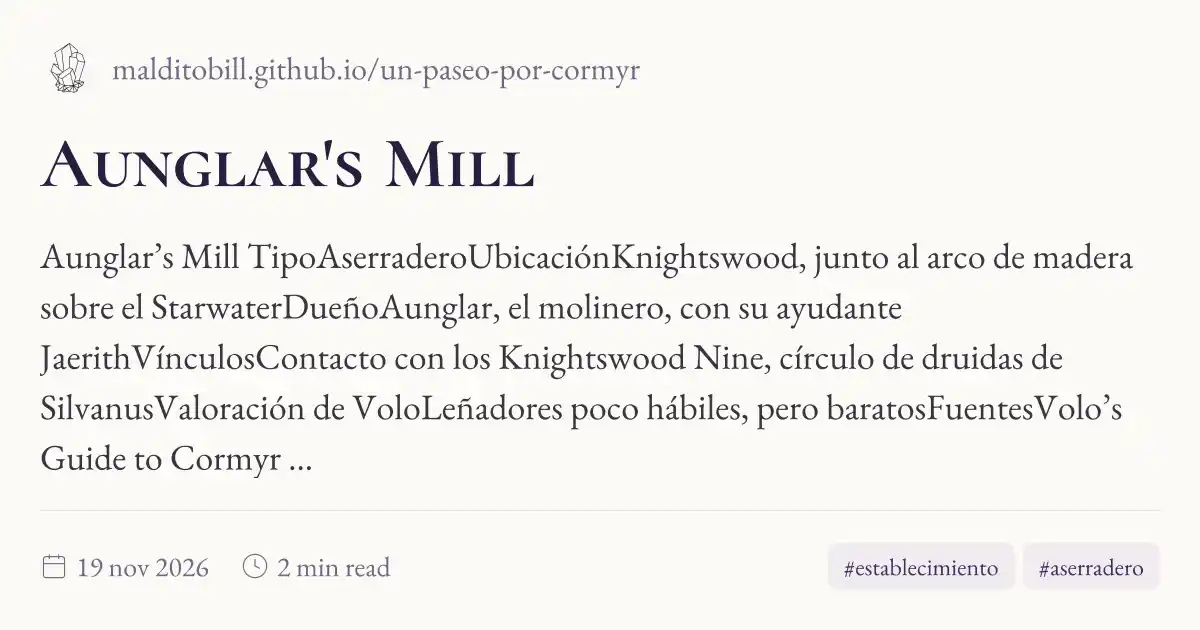 malditobill.github.io/un-paseo-por-cormyr
Aunglar's Mill
Aunglar’s Mill TipoAserraderoUbicaciónKnightswood, junto al arco de madera
sobre el StarwaterDueñoAunglar, el molinero, con su ayudante
JaerithVínculosContacto con los Knightswood Nine, círculo de druidas de
SilvanusValoración de VoloLeñadores poco hábiles, pero baratosFuentesVolo’s
Guide to Cormyr ...
19 nov 2026 2 min read #establecimiento #aserradero